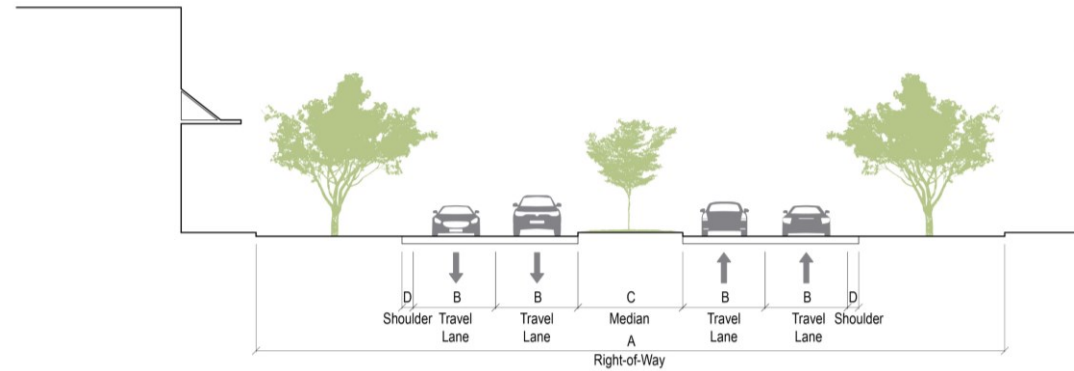 D B B C B B D
Shoulder Travel Lane Travel Lane Median Travel Lane Travel Lane Shoulder
A
Right-of-Way